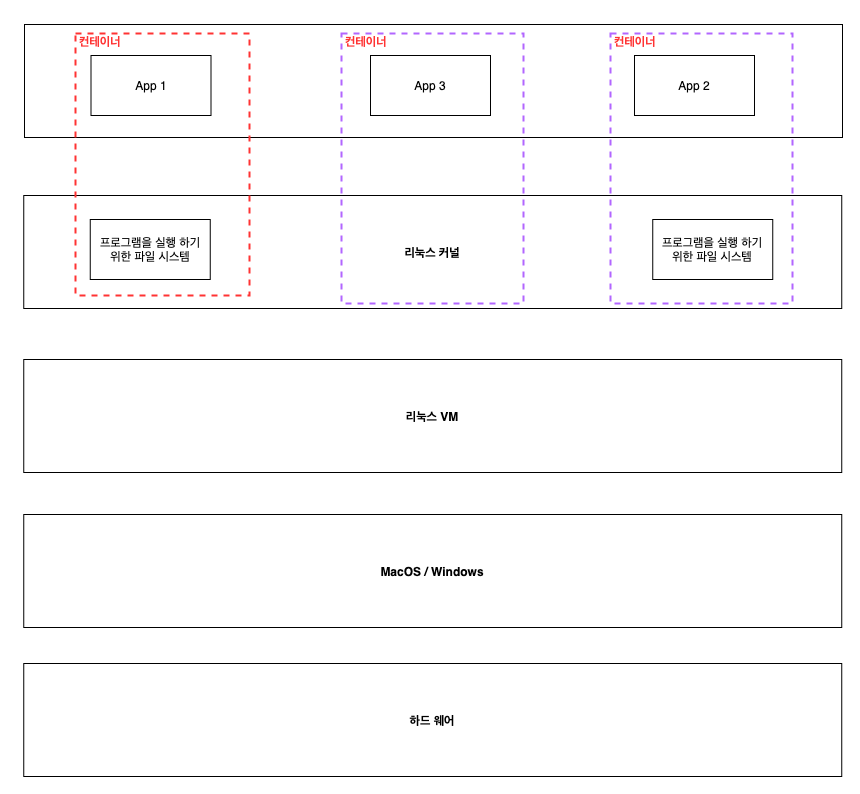 컨테이너
컨테이너
컨테이너
App 1
App 3
App 2
프로그램을 실행 하기
위한 파일 시스템
리눅스 커널
프로그램을 실행 하기
위한 파일 시스템
리눅스 VM
MacOS / Windows
하드 웨어